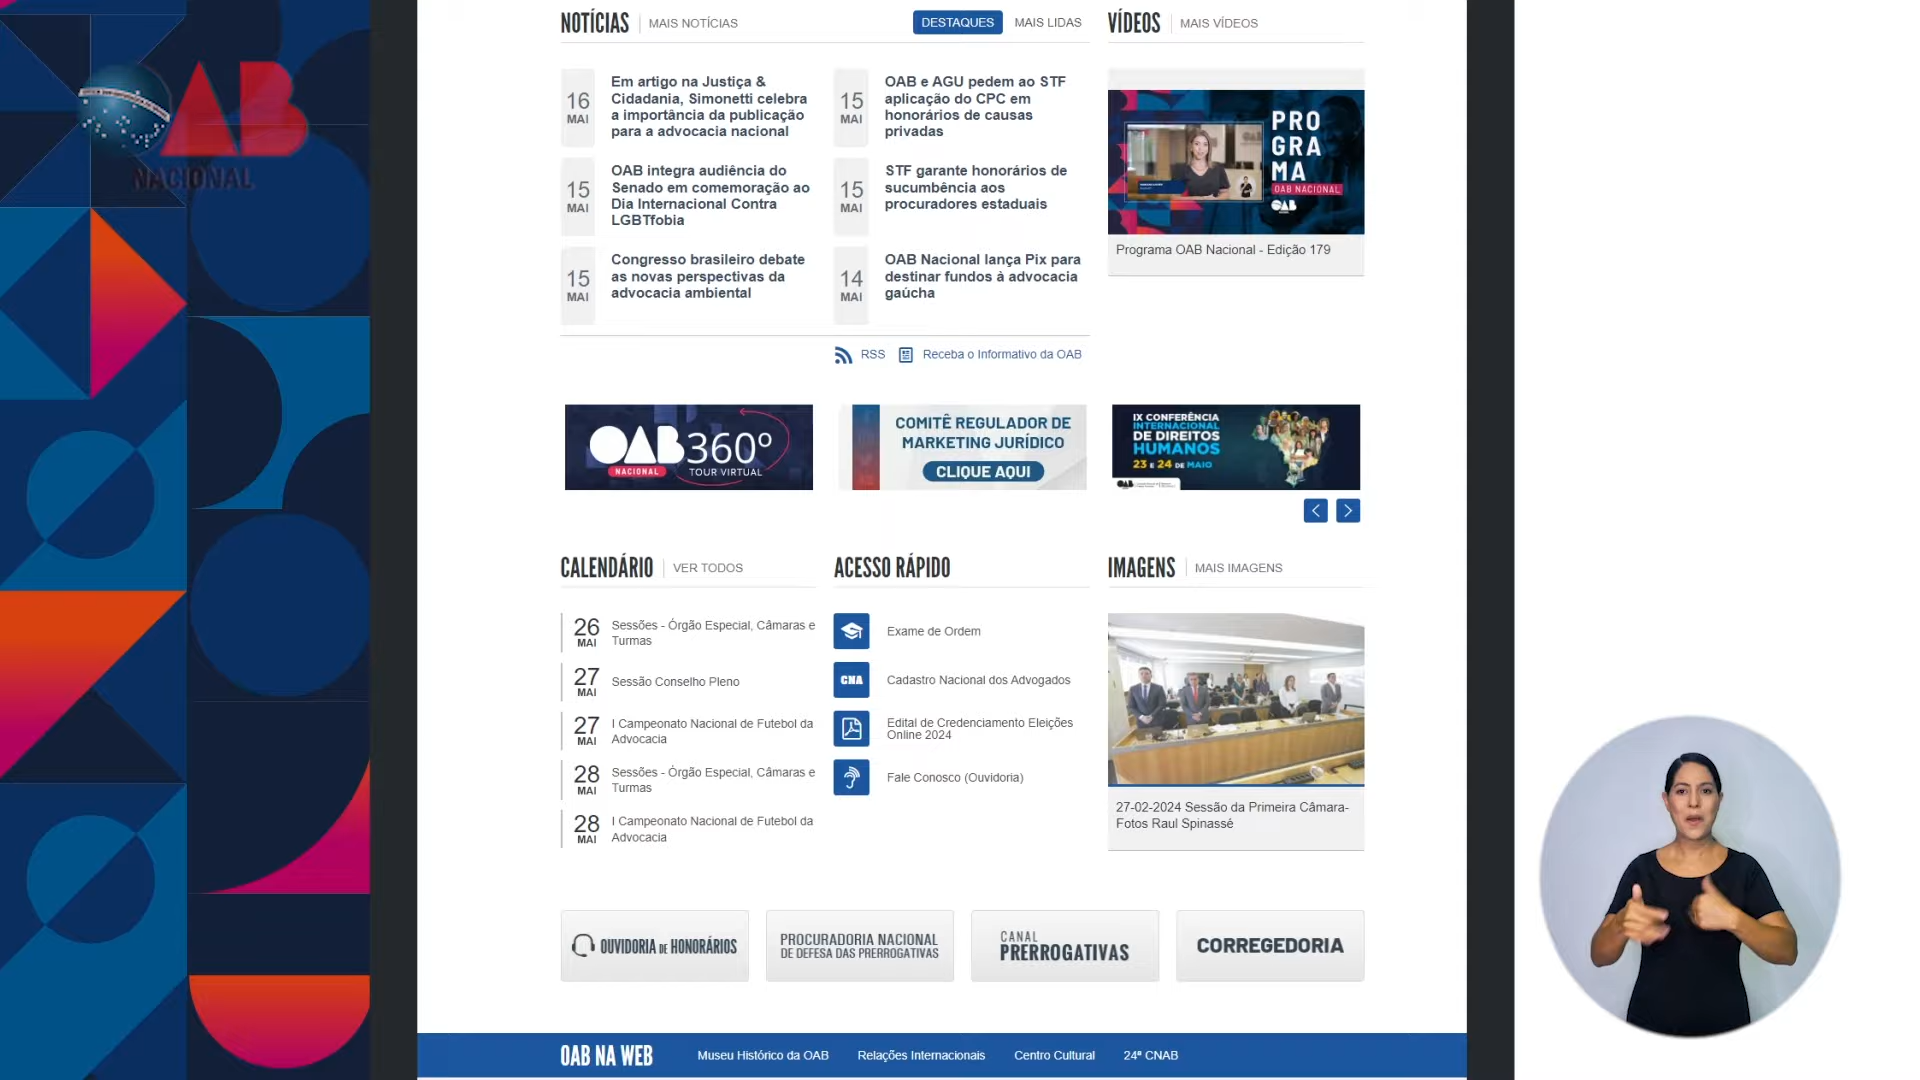 OAB
NACIONAL
NOTÍCIAS
MAIS NOTÍCIAS
DESTAQUES
MAIS LIDAS
16
MAI
Em artigo na Justiça &
Cidadania, Simonetti celebra
a importância da publicação
para a advocacia nacional
15
MAI
OAB e AGU pedem ao STF
aplicação do CPC em
honorários de causas
privadas
15
MAI
OAB integra audiência do
Senado em comemoração ao
Dia Internacional Contra
LGBTfobia
15
MAI
STF garante honorários de
sucumbência aos
procuradores estaduais
15
MAI
Congresso brasileiro debate
as novas perspectivas da
advocacia ambiental
14
MAI
OAB Nacional lança Pix para
destinar fundos à advocacia
gaúcha
RSS
Receba o Informativo da OAB
VÍDEOS
MAIS VÍDEOS
PRO
GRA
MA
OAB NACIONAL
OAB
Programa OAB Nacional - Edição 179
OAB 360º
NACIONAL
TOUR VIRTUAL
COMITÊ REGULADOR DE
MARKETING JURÍDICO
CLIQUE AQUI
IX CONFERÊNCIA
INTERNACIONAL
DE DIREITOS
HUMANOS
23 E 24 DE MAIO
OAB
CALENDÁRIO
VER TODOS
26
MAI
Sessões - Órgão Especial, Câmaras e
Turmas
27
MAI
Sessão Conselho Pleno
27
MAI
I Campeonato Nacional de Futebol da
Advocacia
28
MAI
Sessões - Órgão Especial, Câmaras e
Turmas
28
MAI
I Campeonato Nacional de Futebol da
Advocacia
ACESSO RÁPIDO
Exame de Ordem
CNA
Cadastro Nacional dos Advogados
Edital de Credenciamento Eleições
Online 2024
Fale Conosco (Ouvidoria)
IMAGENS
MAIS IMAGENS
27-02-2024 Sessão da Primeira Câmara-
Fotos Raul Spinassé
OUVIDORIA DE HONORÁRIOS
PROCURADORIA NACIONAL
DE DEFESA DAS PRERROGATIVAS
CANAL
PRERROGATIVAS
CORREGEDORIA
OAB NA WEB
Museu Histórico da OAB
Relações Internacionais
Centro Cultural
24ª CNAB